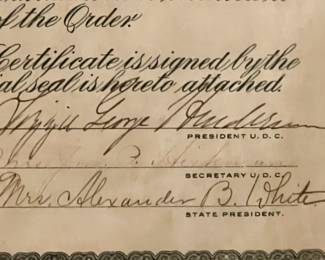 of the Order.
Certificate is signed by the
ial seal is hereto attached.
Lizzie George Henderson
PRESIDENT U.D.C.
SECRETARY U.D.C.
Mrs. Alexander B. White
STATE PRESIDENT.